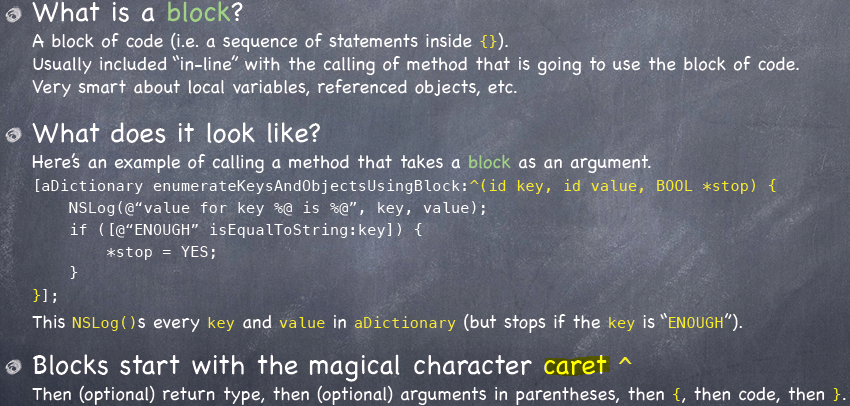 What is a block?
A block of code (i.e. a sequence of statements inside {}).
Usually included “in-line” with the calling of method that is going to use the block of code.
Very smart about local variables, referenced objects, etc.
What does it look like?
Here’s an example of calling a method that takes a block as an argument.
[aDictionary enumerateKeysAndObjectsUsingBlock:^(id key, id value, BOOL *stop) {
NSLog(@“value for key %@ is %@”, key, value);
if ([@“ENOUGH” isEqualToString:key]) {
*stop = YES;
}
}];
This NSLog()s every key and value in aDictionary (but stops if the key is “ENOUGH”).
Blocks start with the magical character caret ^
Then (optional) return type, then (optional) arguments in parentheses, then {, then code, then }.